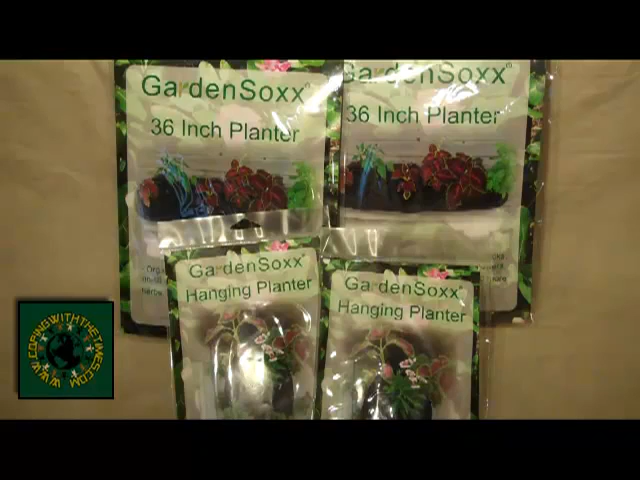 GardenSoxx®
36 Inch Planter
GardenSoxx®
36 Inch Planter
GardenSoxx®
Hanging Planter
GardenSoxx®
Hanging Planter
WWW.COPINGWITHTHETIMES.COM